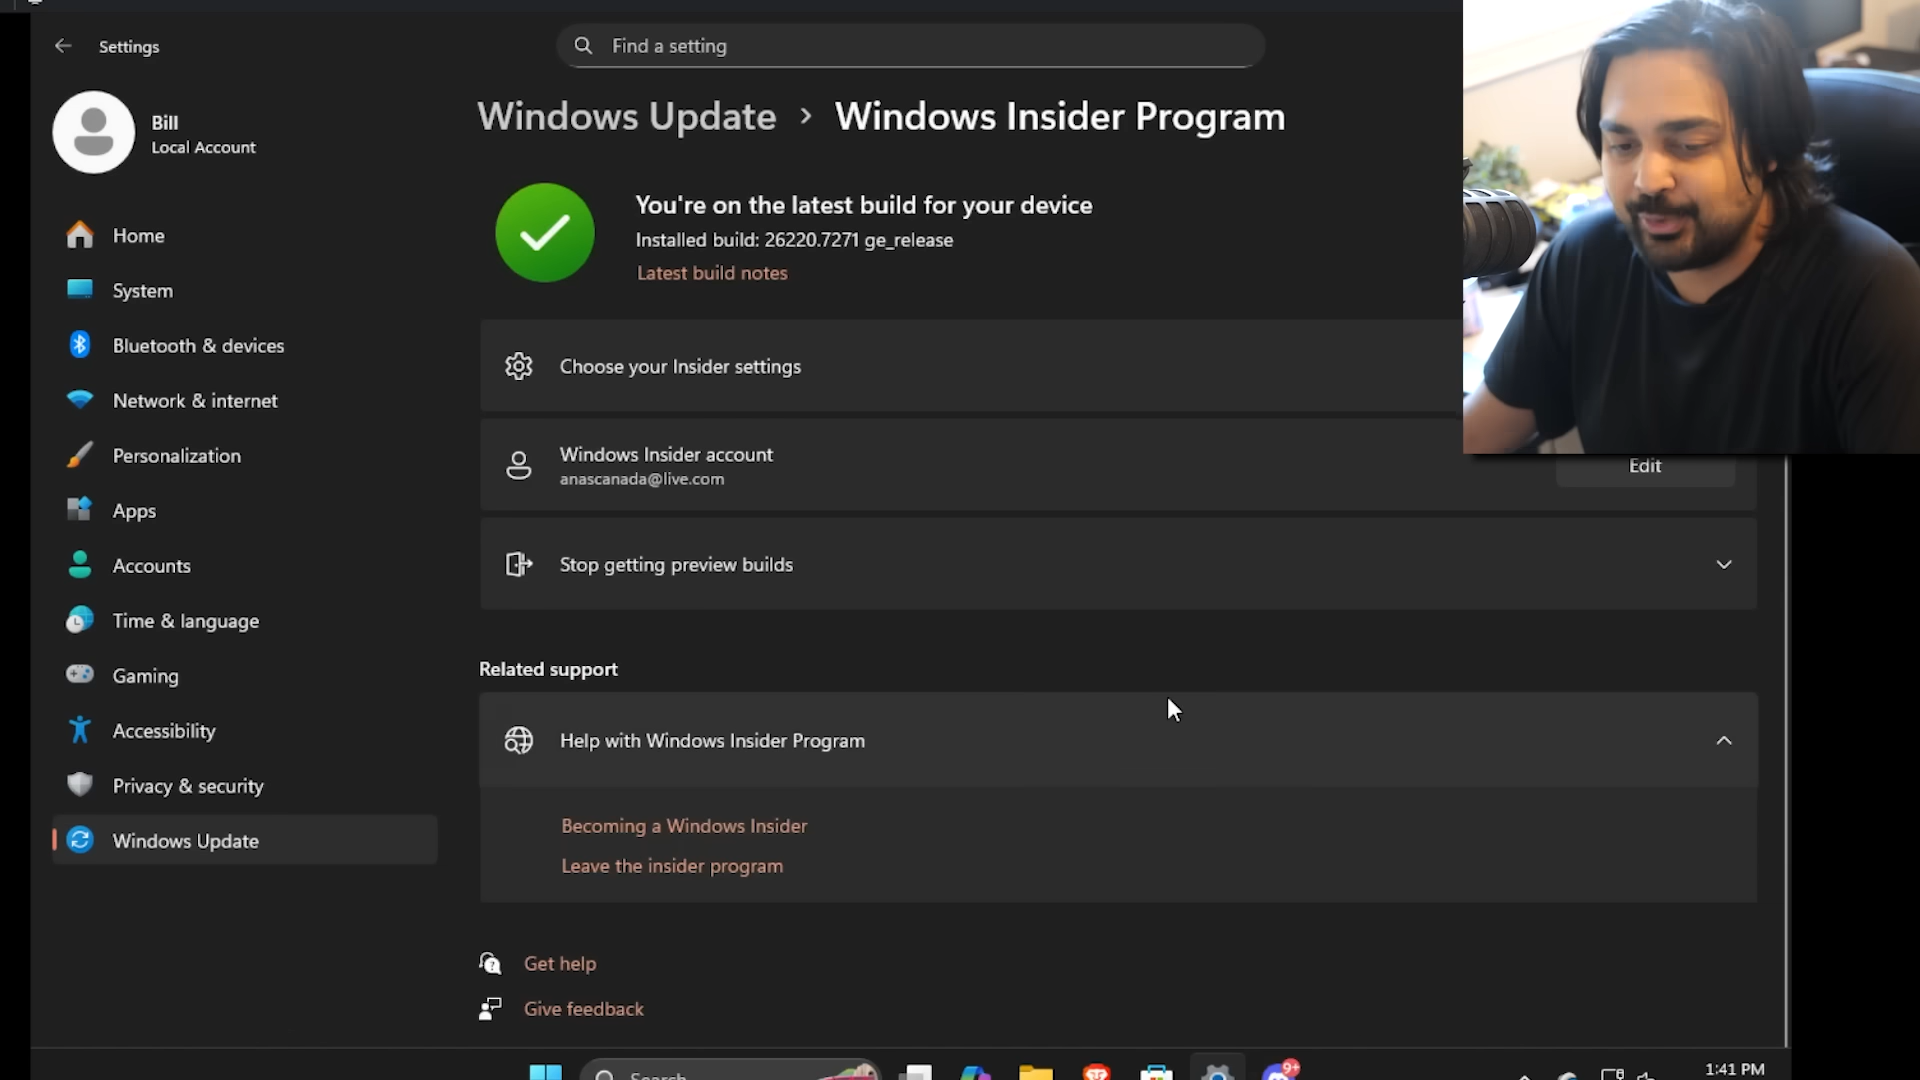 Settings
Find a setting
Bill
Local Account
Windows Update > Windows Insider Program
You're on the latest build for your device
Installed build: 26220.7271 ge_release
Latest build notes
Home
System
Bluetooth & devices
Network & internet
Personalization
Apps
Accounts
Time & language
Gaming
Accessibility
Privacy & security
Windows Update
Choose your Insider settings
Windows Insider account
anascanada@live.com
Edit
Stop getting preview builds
Related support
Help with Windows Insider Program
Becoming a Windows Insider
Leave the insider program
Get help
Give feedback
Search
9+
1:41 PM